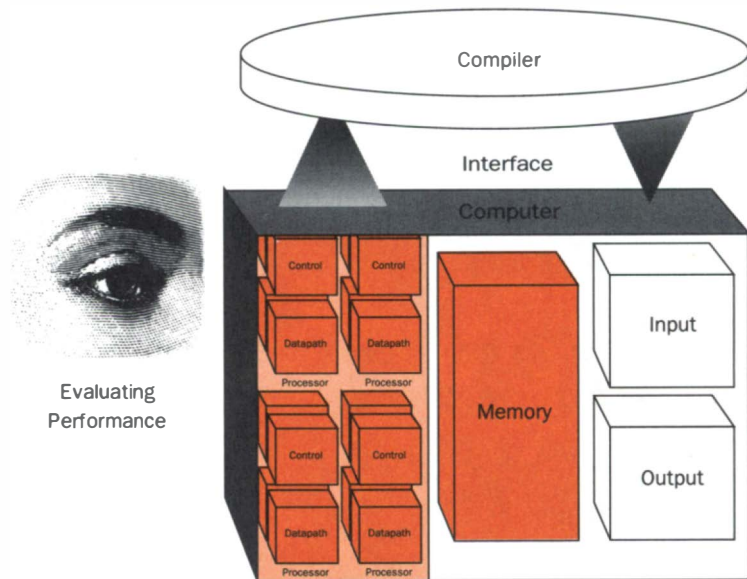 Compiler
Interface
Computer
Control
Control
Datapath
Datapath
Processor
Processor
Control
Control
Datapath
Datapath
Processor
Processor
Memory
Input
Output
Evaluating
Performance